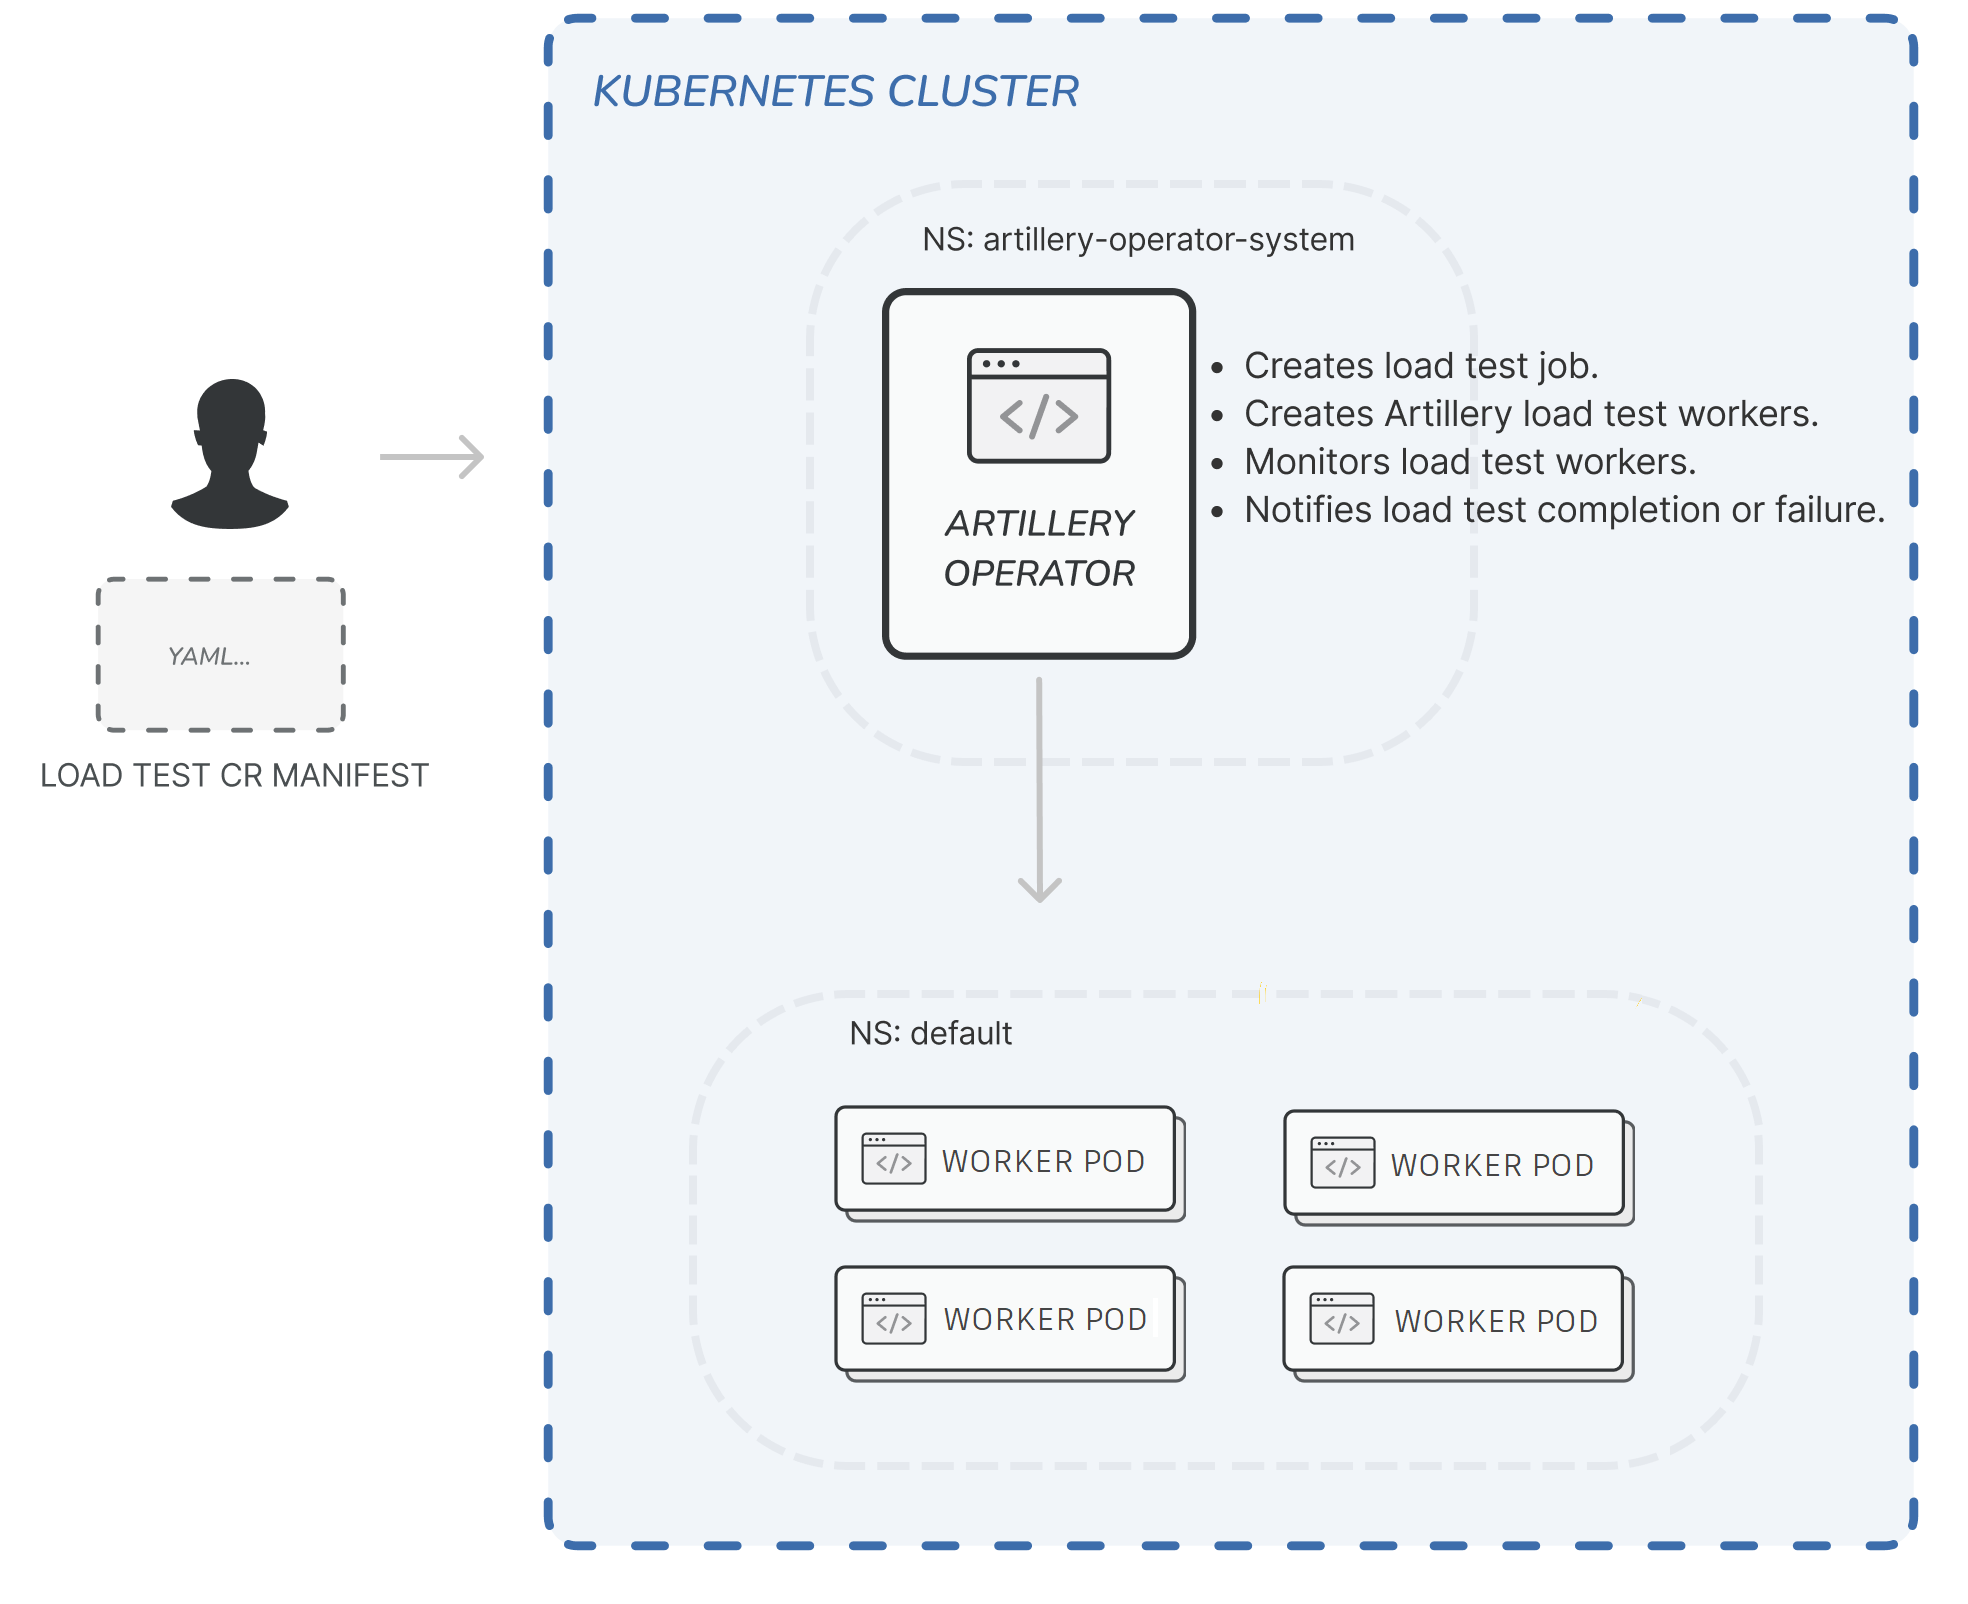 KUBERNETES CLUSTER
NS: artillery-operator-system
</>
ARTILLERY
OPERATOR
• Creates load test job.
• Creates Artillery load test workers.
• Monitors load test workers.
• Notifies load test completion or failure.
YAML...
LOAD TEST CR MANIFEST
NS: default
</> WORKER POD
</> WORKER POD
</> WORKER POD
</> WORKER POD